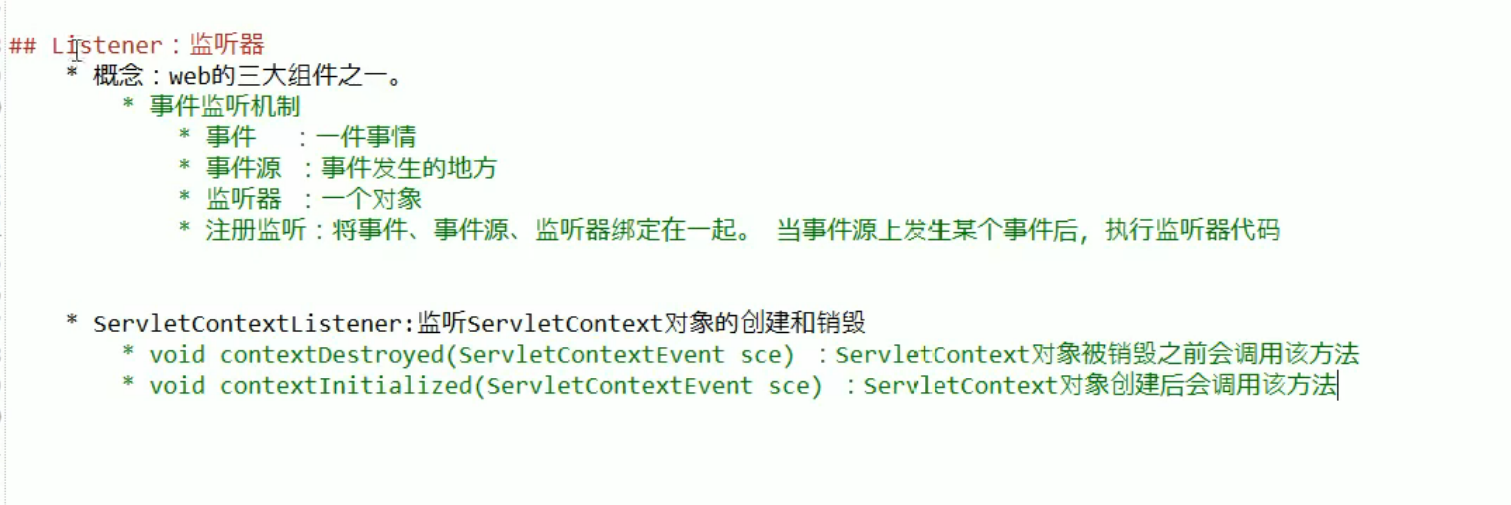 ## Listener：监听器
* 概念：web的三大组件之一。
* 事件监听机制
* 事件 ：一件事情
* 事件源 ：事件发生的地方
* 监听器 ：一个对象
* 注册监听：将事件、事件源、监听器绑定在一起。 当事件源上发生某个事件后，执行监听器代码
* ServletContextListener:监听ServletContext对象的创建和销毁
* void contextDestroyed(ServletContextEvent sce) ：ServletContext对象被销毁之前会调用该方法
* void contextInitialized(ServletContextEvent sce) ：ServletContext对象创建后会调用该方法